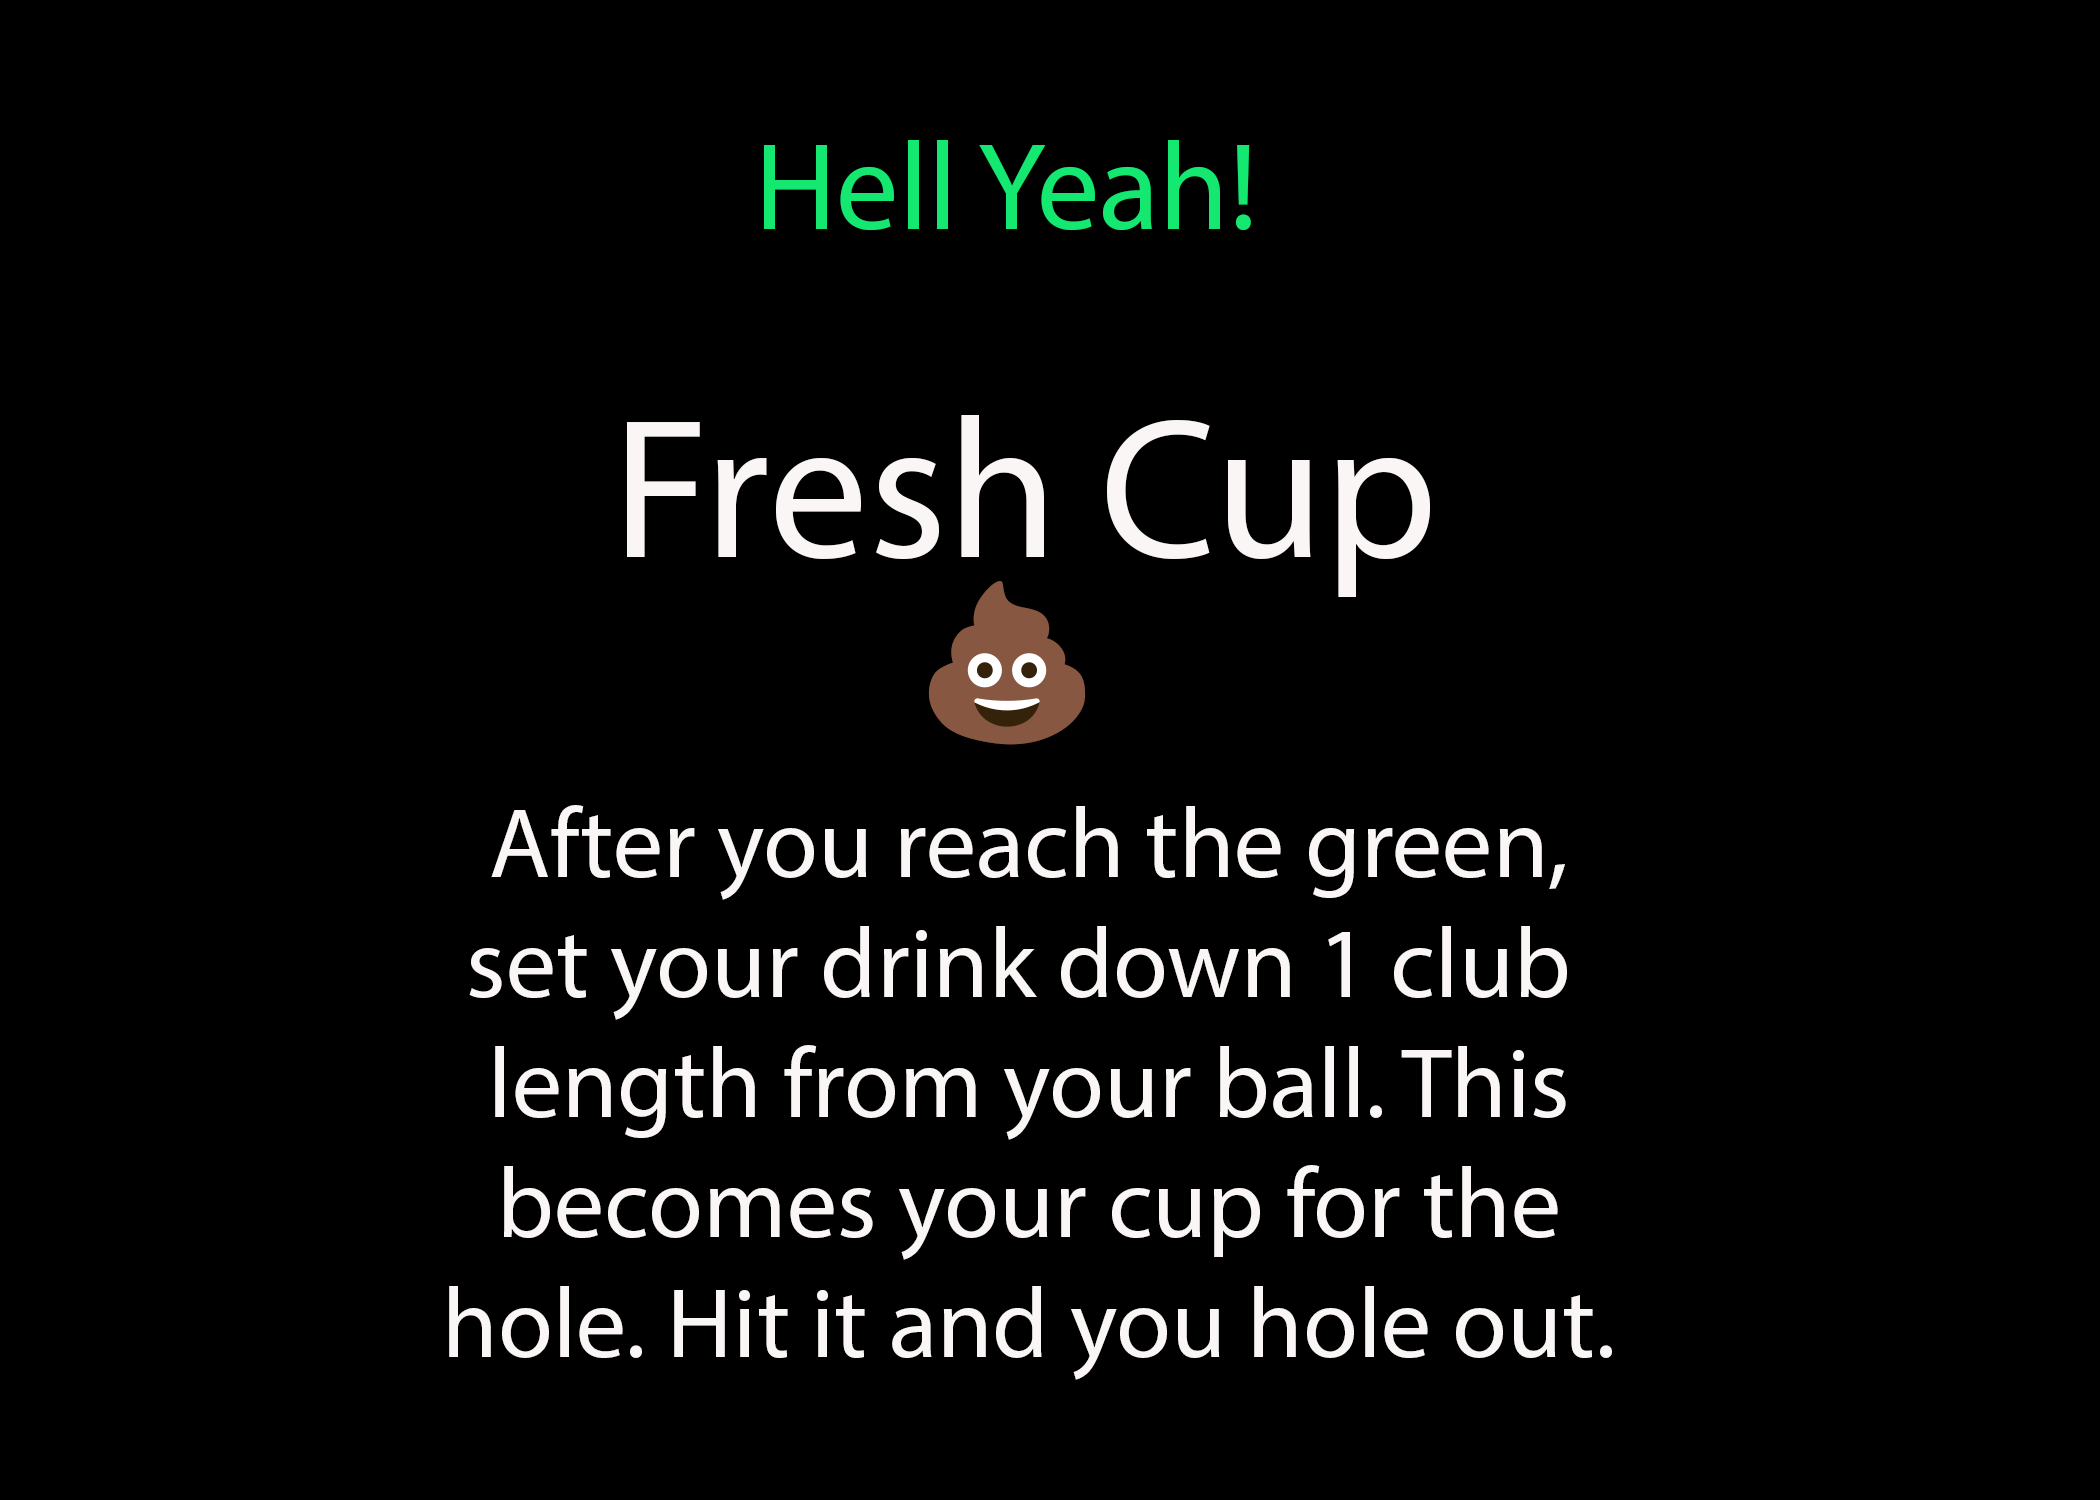 Hell Yeah!
Fresh Cup
After you reach the green,
set your drink down 1 club
length from your ball. This
becomes your cup for the
hole. Hit it and you hole out.